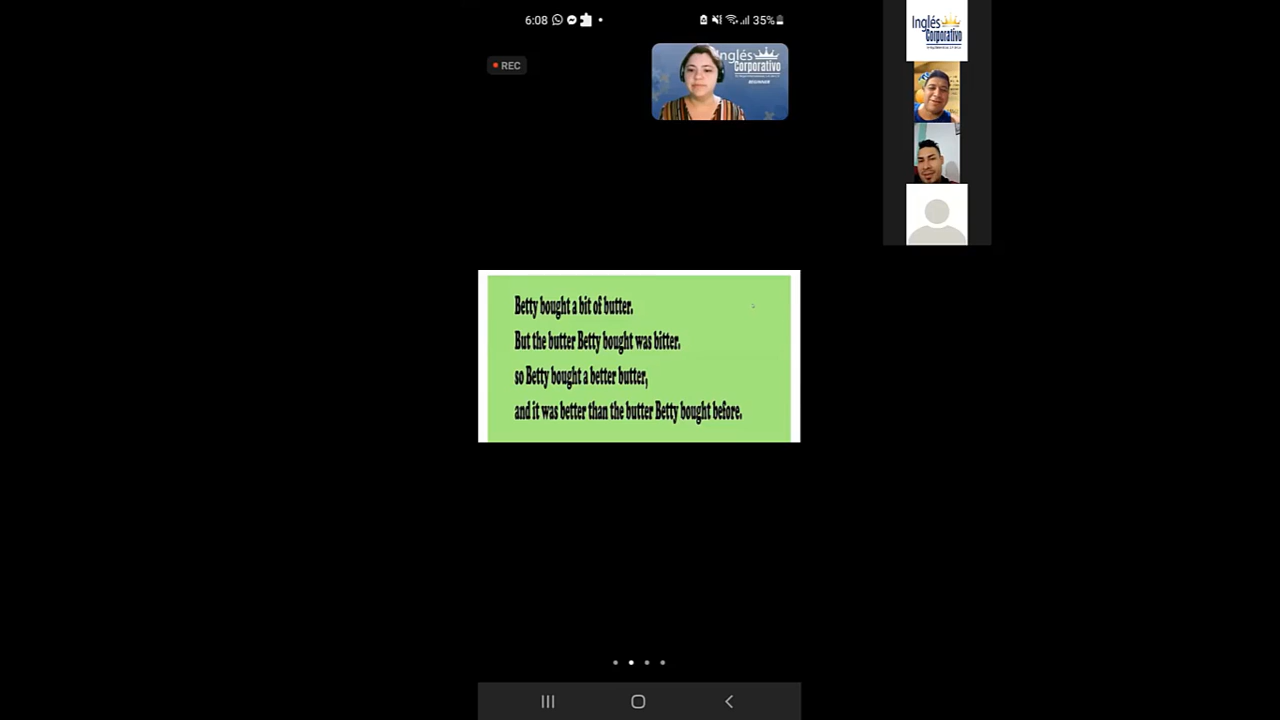 6:08
35%
REC
Inglés
Corporativo
BEGINNER
Inglés
Corporativo
Betty bought a bit of butter.
But the butter Betty bought was bitter.
so Betty bought a better butter,
and it was better than the butter Betty bought before.